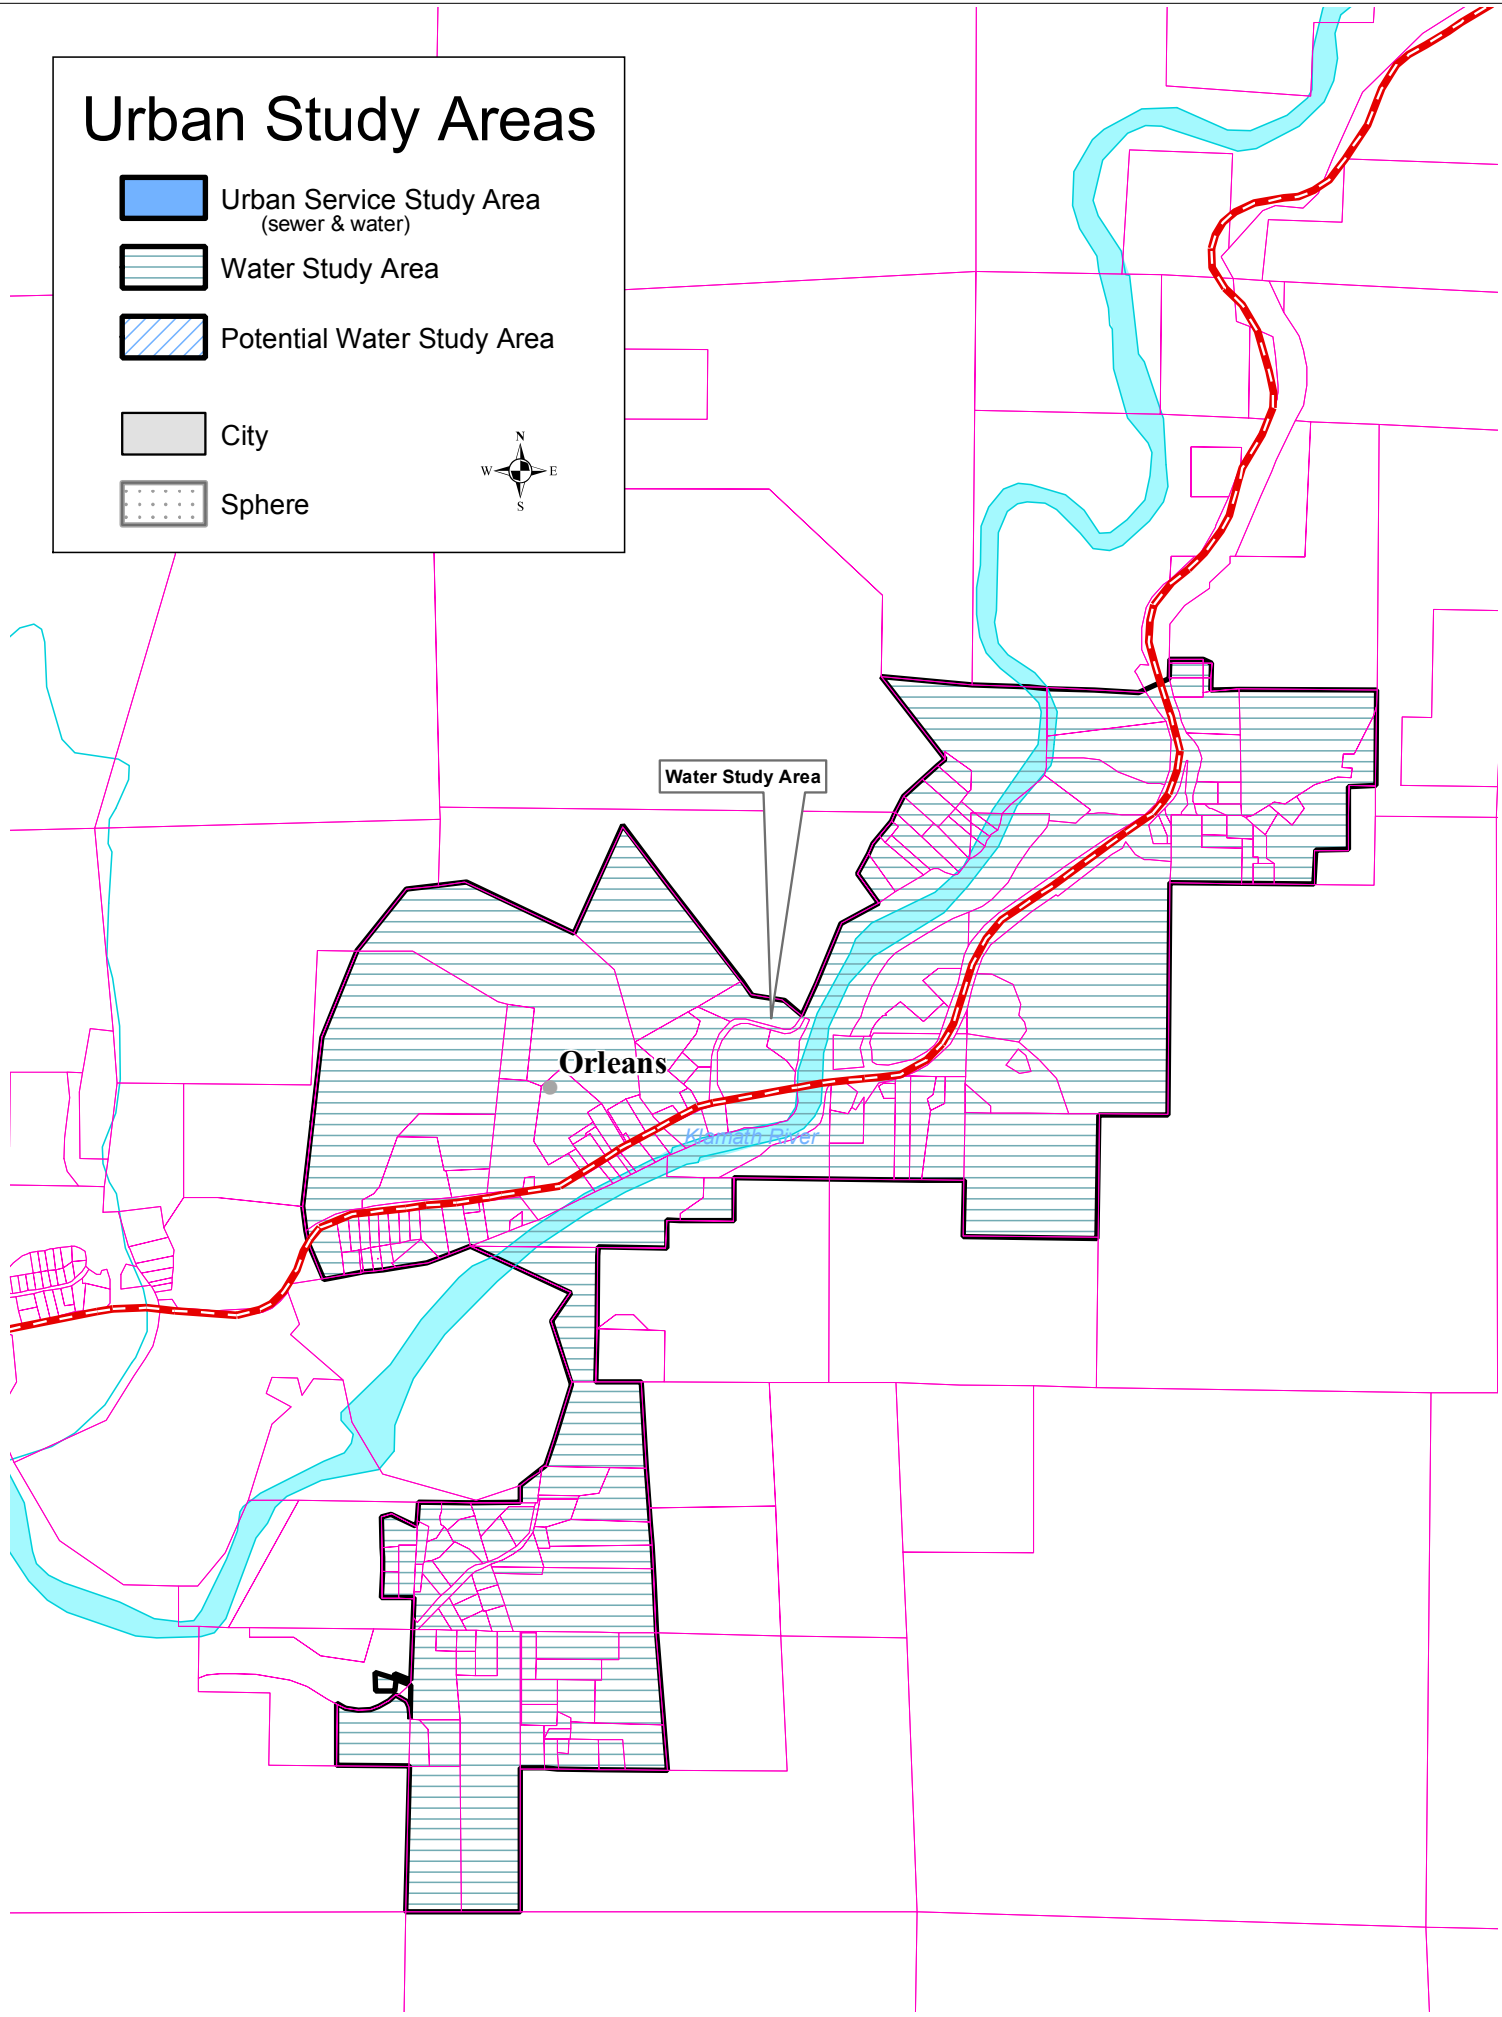 Urban Study Areas
Urban Service Study Area
(sewer & water)
Water Study Area
Potential Water Study Area
City
Sphere
N
W E
S
Water Study Area
Orleans
Klamath River